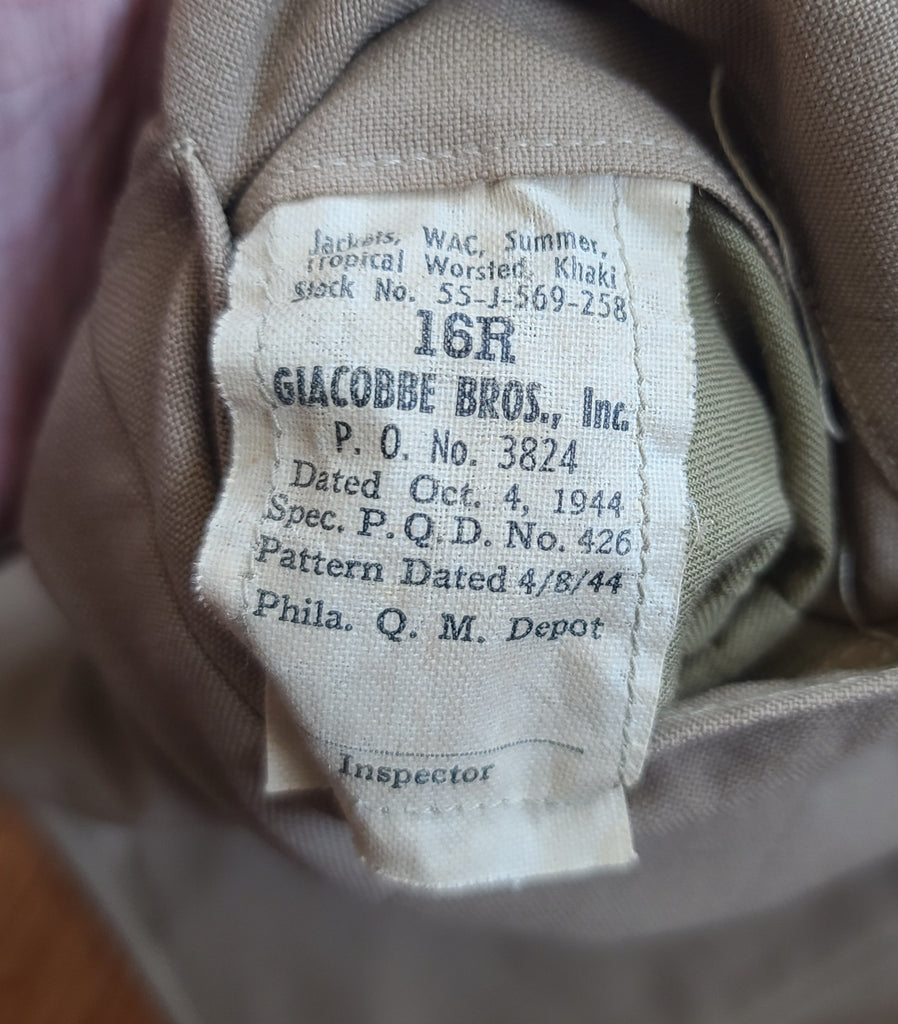 Jackets, WAC, Summer,
Tropical Worsted, Khaki
Stock No. 55-J-569-258
16R
GIACOBBE BROS., Inc.
P. O. No. 3824
Dated Oct. 4, 1944
Spec. P. Q. D. No. 426
Pattern Dated 4/8/44
Phila. Q. M. Depot
Inspector